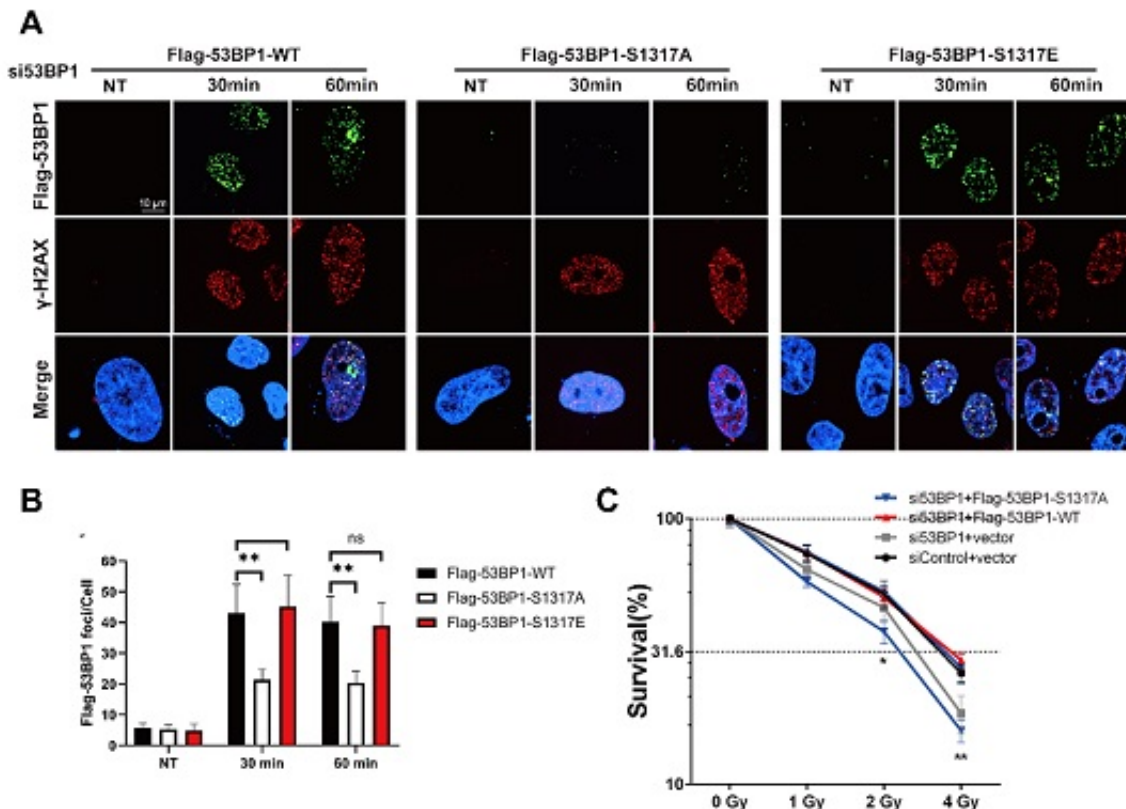 A
Flag-53BP1-WT Flag-53BP1-S1317A Flag-53BP1-S1317E
si53BP1
NT 30min 60min NT 30min 60min NT 30min 60min
Flag-53BP1
10 μm
γ-H2AX
Merge
B
Flag-53BP1 foci/Cell
60
50
40
30
20
10
0
** ** ns
NT 30 min 60 min
Flag-53BP1-WT
Flag-53BP1-S1317A
Flag-53BP1-S1317E
C
si53BP1+Flag-53BP1-S1317A
si53BP1+Flag-53BP1-WT
si53BP1+vector
siControl+vector
Survival(%)
100
31.6
10
*
**
0 Gy 1 Gy 2 Gy 4 Gy